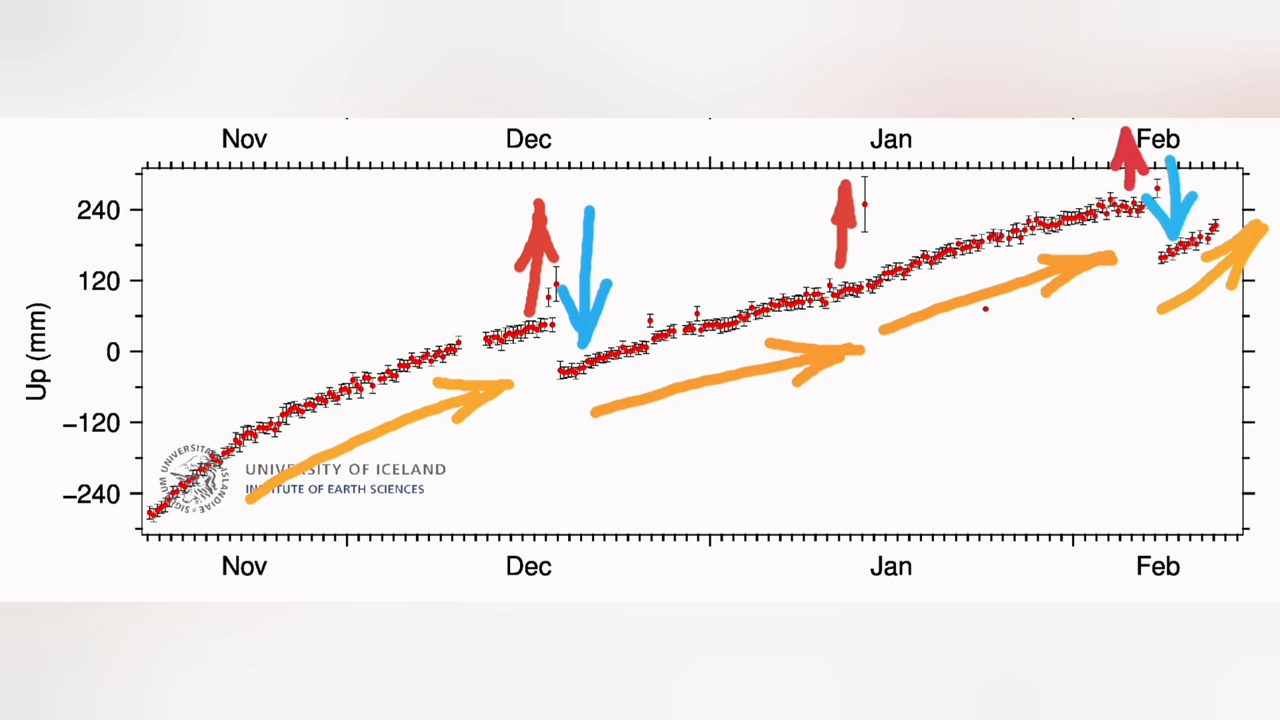 Nov Dec Jan Feb
Up (mm)
240
120
0
−120
−240
UNIVERSITY OF ICELAND
INSTITUTE OF EARTH SCIENCES
Nov Dec Jan Feb